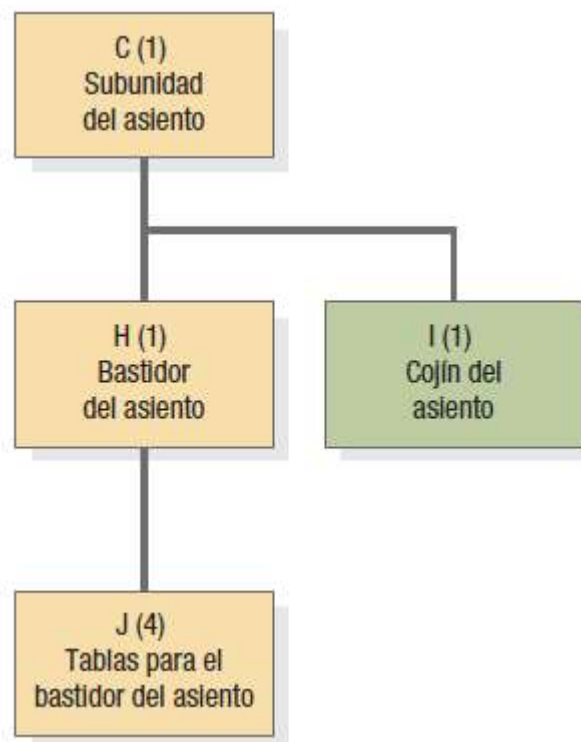 C (1)
Subunidad
del asiento
H (1)
Bastidor
del asiento
I (1)
Cojín del
asiento
J (4)
Tablas para el
bastidor del asiento